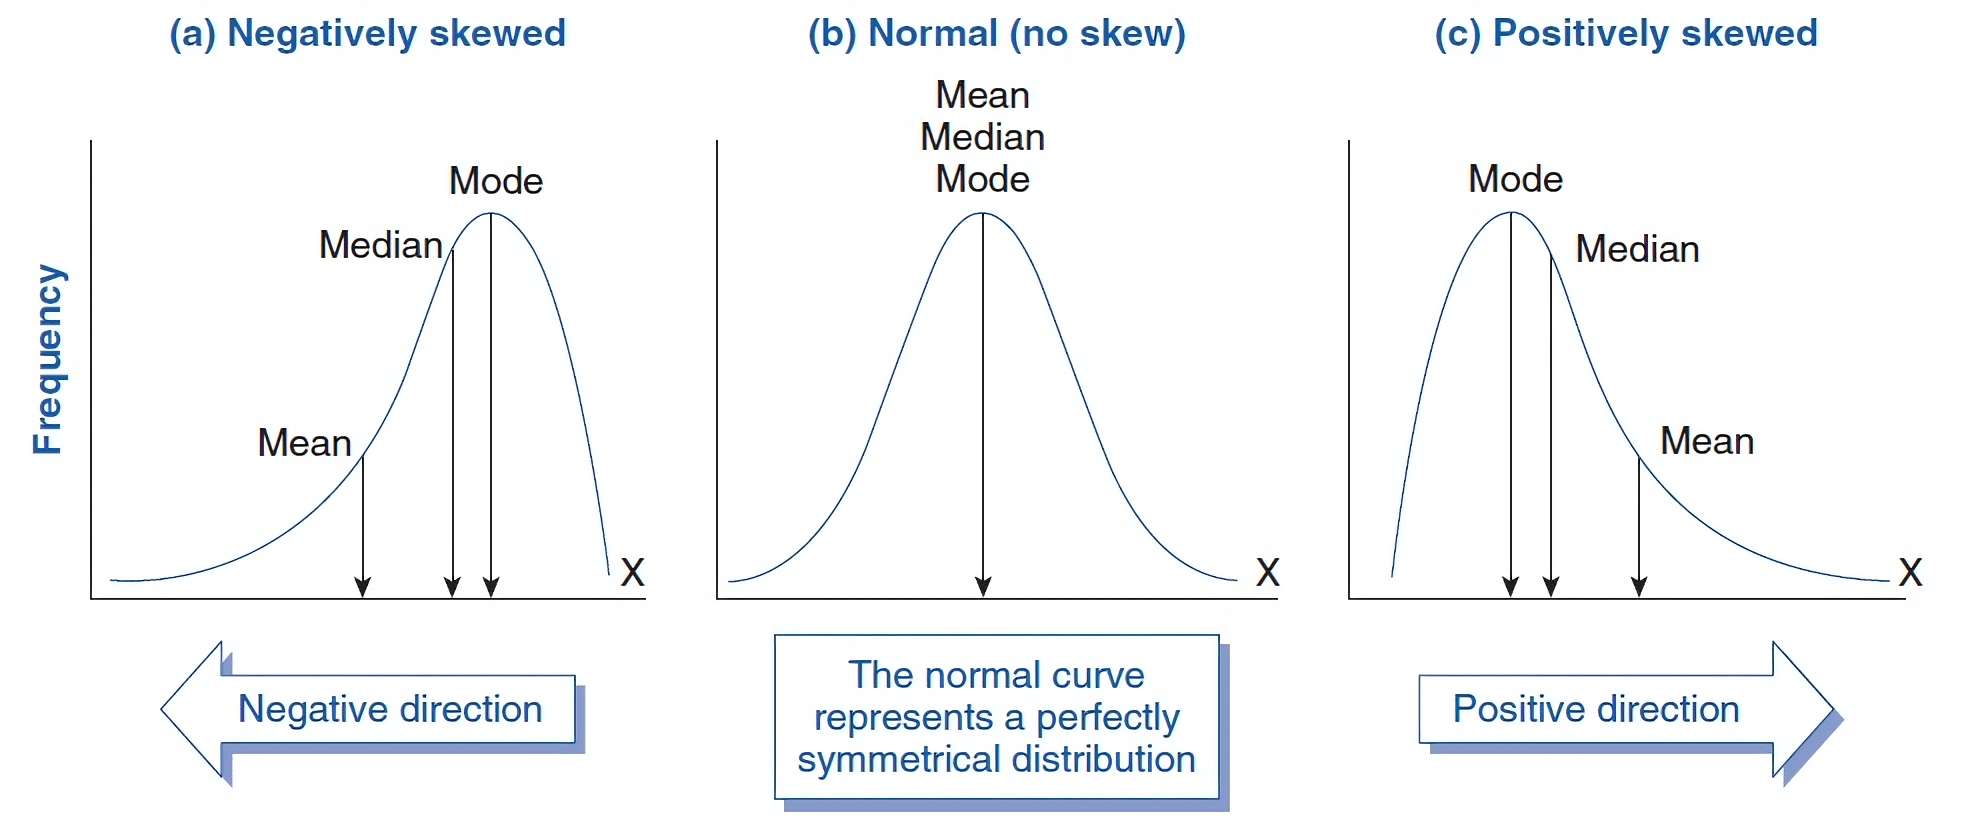 (a) Negatively skewed
(b) Normal (no skew)
(c) Positively skewed
Frequency
Mode
Median
Mean
X
Negative direction
Mean
Median
Mode
X
The normal curve
represents a perfectly
symmetrical distribution
Mode
Median
Mean
X
Positive direction